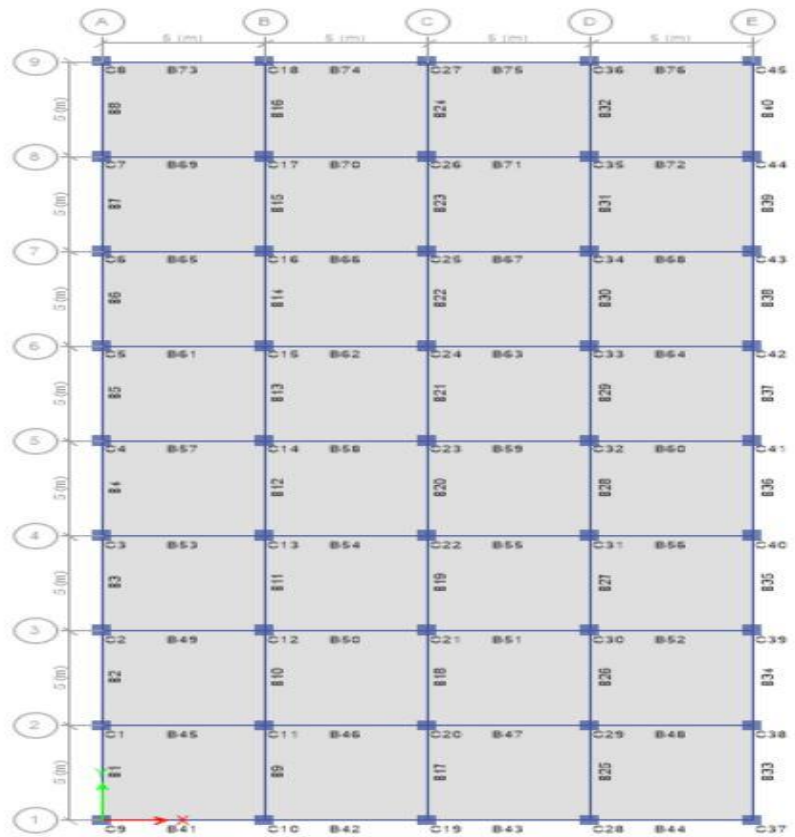 A B C D E
5 (m) 5 (m) 5 (m) 5 (m)
9
C8 B73 C18 B74 C27 B75 C36 B76 C45
5 (m) B8 B16 B24 B32 B40
8
C7 B69 C17 B70 C26 B71 C35 B72 C44
5 (m) B7 B15 B23 B31 B39
7
C6 B65 C16 B66 C25 B67 C34 B68 C43
5 (m) B6 B14 B22 B30 B38
6
C5 B61 C15 B62 C24 B63 C33 B64 C42
5 (m) B5 B13 B21 B29 B37
5
C4 B57 C14 B58 C23 B59 C32 B60 C41
5 (m) B4 B12 B20 B28 B36
4
C3 B53 C13 B54 C22 B55 C31 B56 C40
5 (m) B3 B11 B19 B27 B35
3
C2 B49 C12 B50 C21 B51 C30 B52 C39
5 (m) B2 B10 B18 B26 B34
2
C1 B45 C11 B46 C20 B47 C29 B48 C38
5 (m) Y B1 B9 B17 B25 B33
1 X
C9 B41 C10 B42 C19 B43 C28 B44 C37